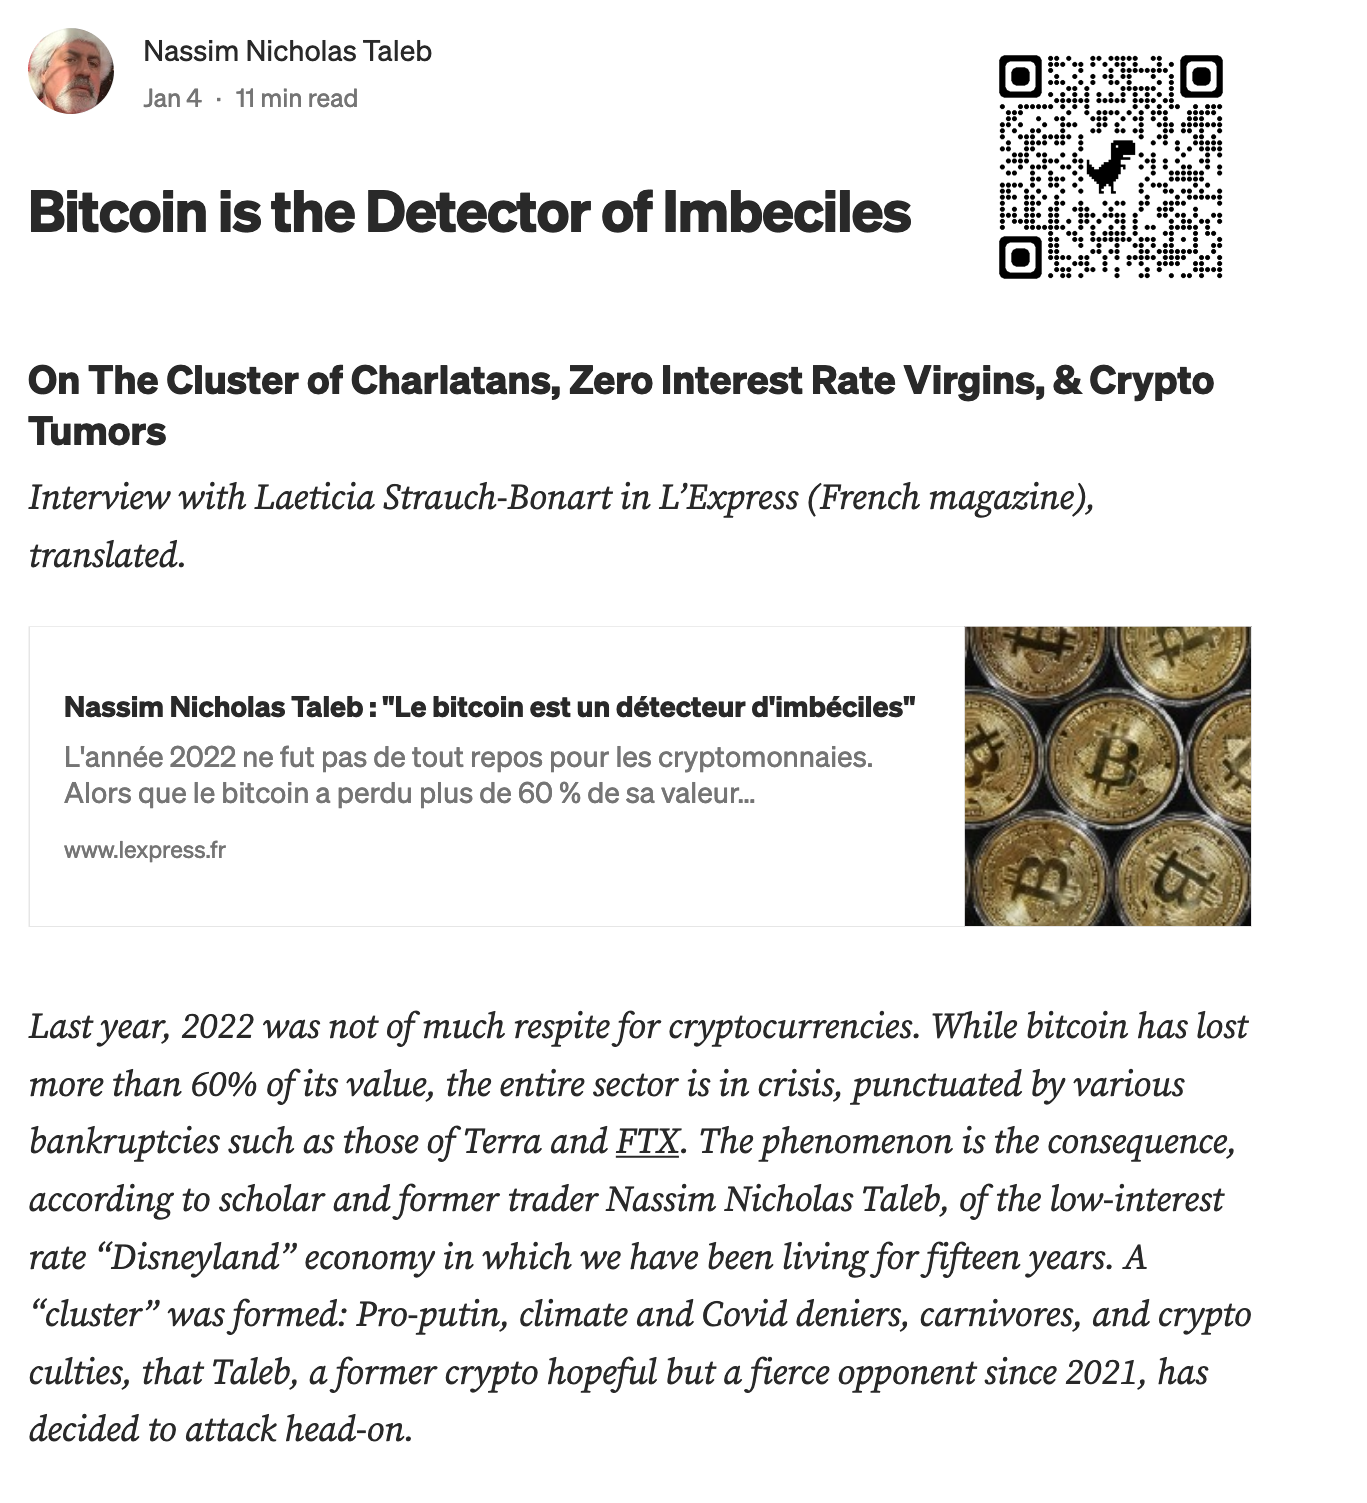 Nassim Nicholas Taleb
Jan 4 · 11 min read
Bitcoin is the Detector of Imbeciles
On The Cluster of Charlatans, Zero Interest Rate Virgins, & Crypto
Tumors
Interview with Laeticia Strauch-Bonart in L’Express (French magazine),
translated.
Nassim Nicholas Taleb : "Le bitcoin est un détecteur d'imbéciles"
L'année 2022 ne fut pas de tout repos pour les cryptomonnaies.
Alors que le bitcoin a perdu plus de 60 % de sa valeur...
www.lexpress.fr
Last year, 2022 was not of much respite for cryptocurrencies. While bitcoin has lost
more than 60% of its value, the entire sector is in crisis, punctuated by various
bankruptcies such as those of Terra and FTX. The phenomenon is the consequence,
according to scholar and former trader Nassim Nicholas Taleb, of the low-interest
rate “Disneyland” economy in which we have been living for fifteen years. A
“cluster” was formed: Pro-putin, climate and Covid deniers, carnivores, and crypto
culties, that Taleb, a former crypto hopeful but a fierce opponent since 2021, has
decided to attack head-on.